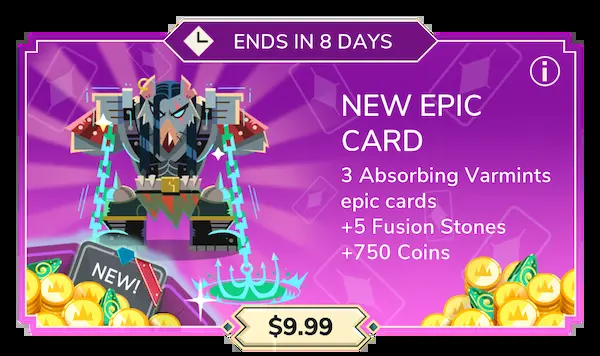 ENDS IN 8 DAYS
NEW EPIC
CARD
3 Absorbing Varmints
epic cards
+5 Fusion Stones
+750 Coins
NEW!
$9.99